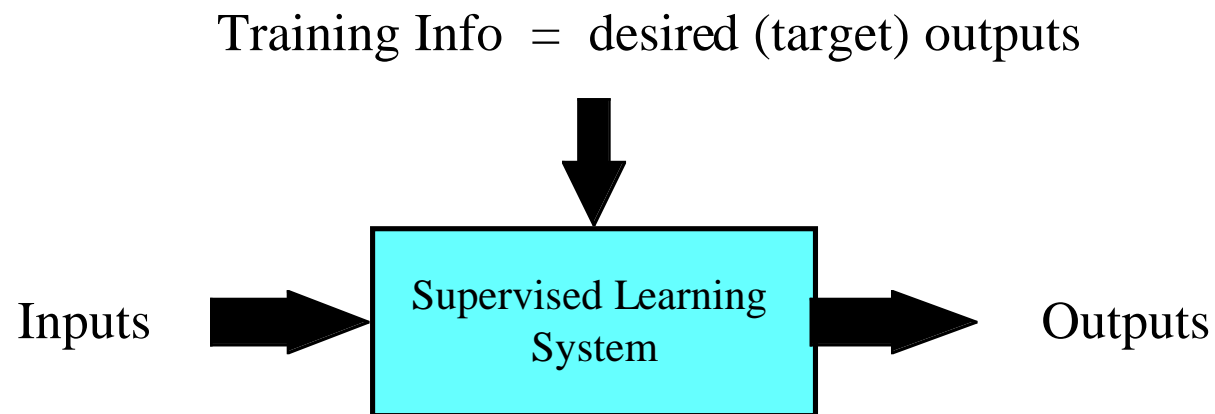 Training Info = desired (target) outputs
Inputs
Supervised Learning
System
Outputs